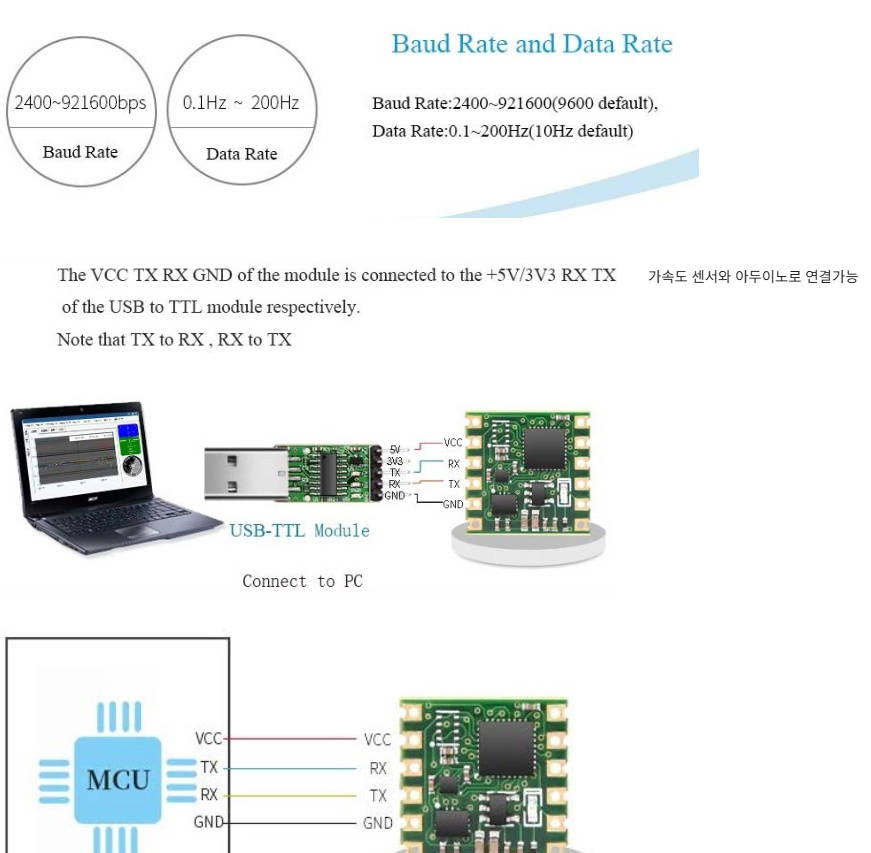 Baud Rate and Data Rate
2400~921600bps
Baud Rate
0.1Hz ~ 200Hz
Data Rate
Baud Rate:2400~921600(9600 default),
Data Rate:0.1~200Hz(10Hz default)
The VCC TX RX GND of the module is connected to the +5V/3V3 RX TX
of the USB to TTL module respectively.
Note that TX to RX , RX to TX
가속도 센서와 아두이노로 연결가능
5V
3V3
TX
RX
GND
VCC
RX
TX
GND
USB-TTL Module
Connect to PC
MCU
VCC
TX
RX
GND
VCC
RX
TX
GND